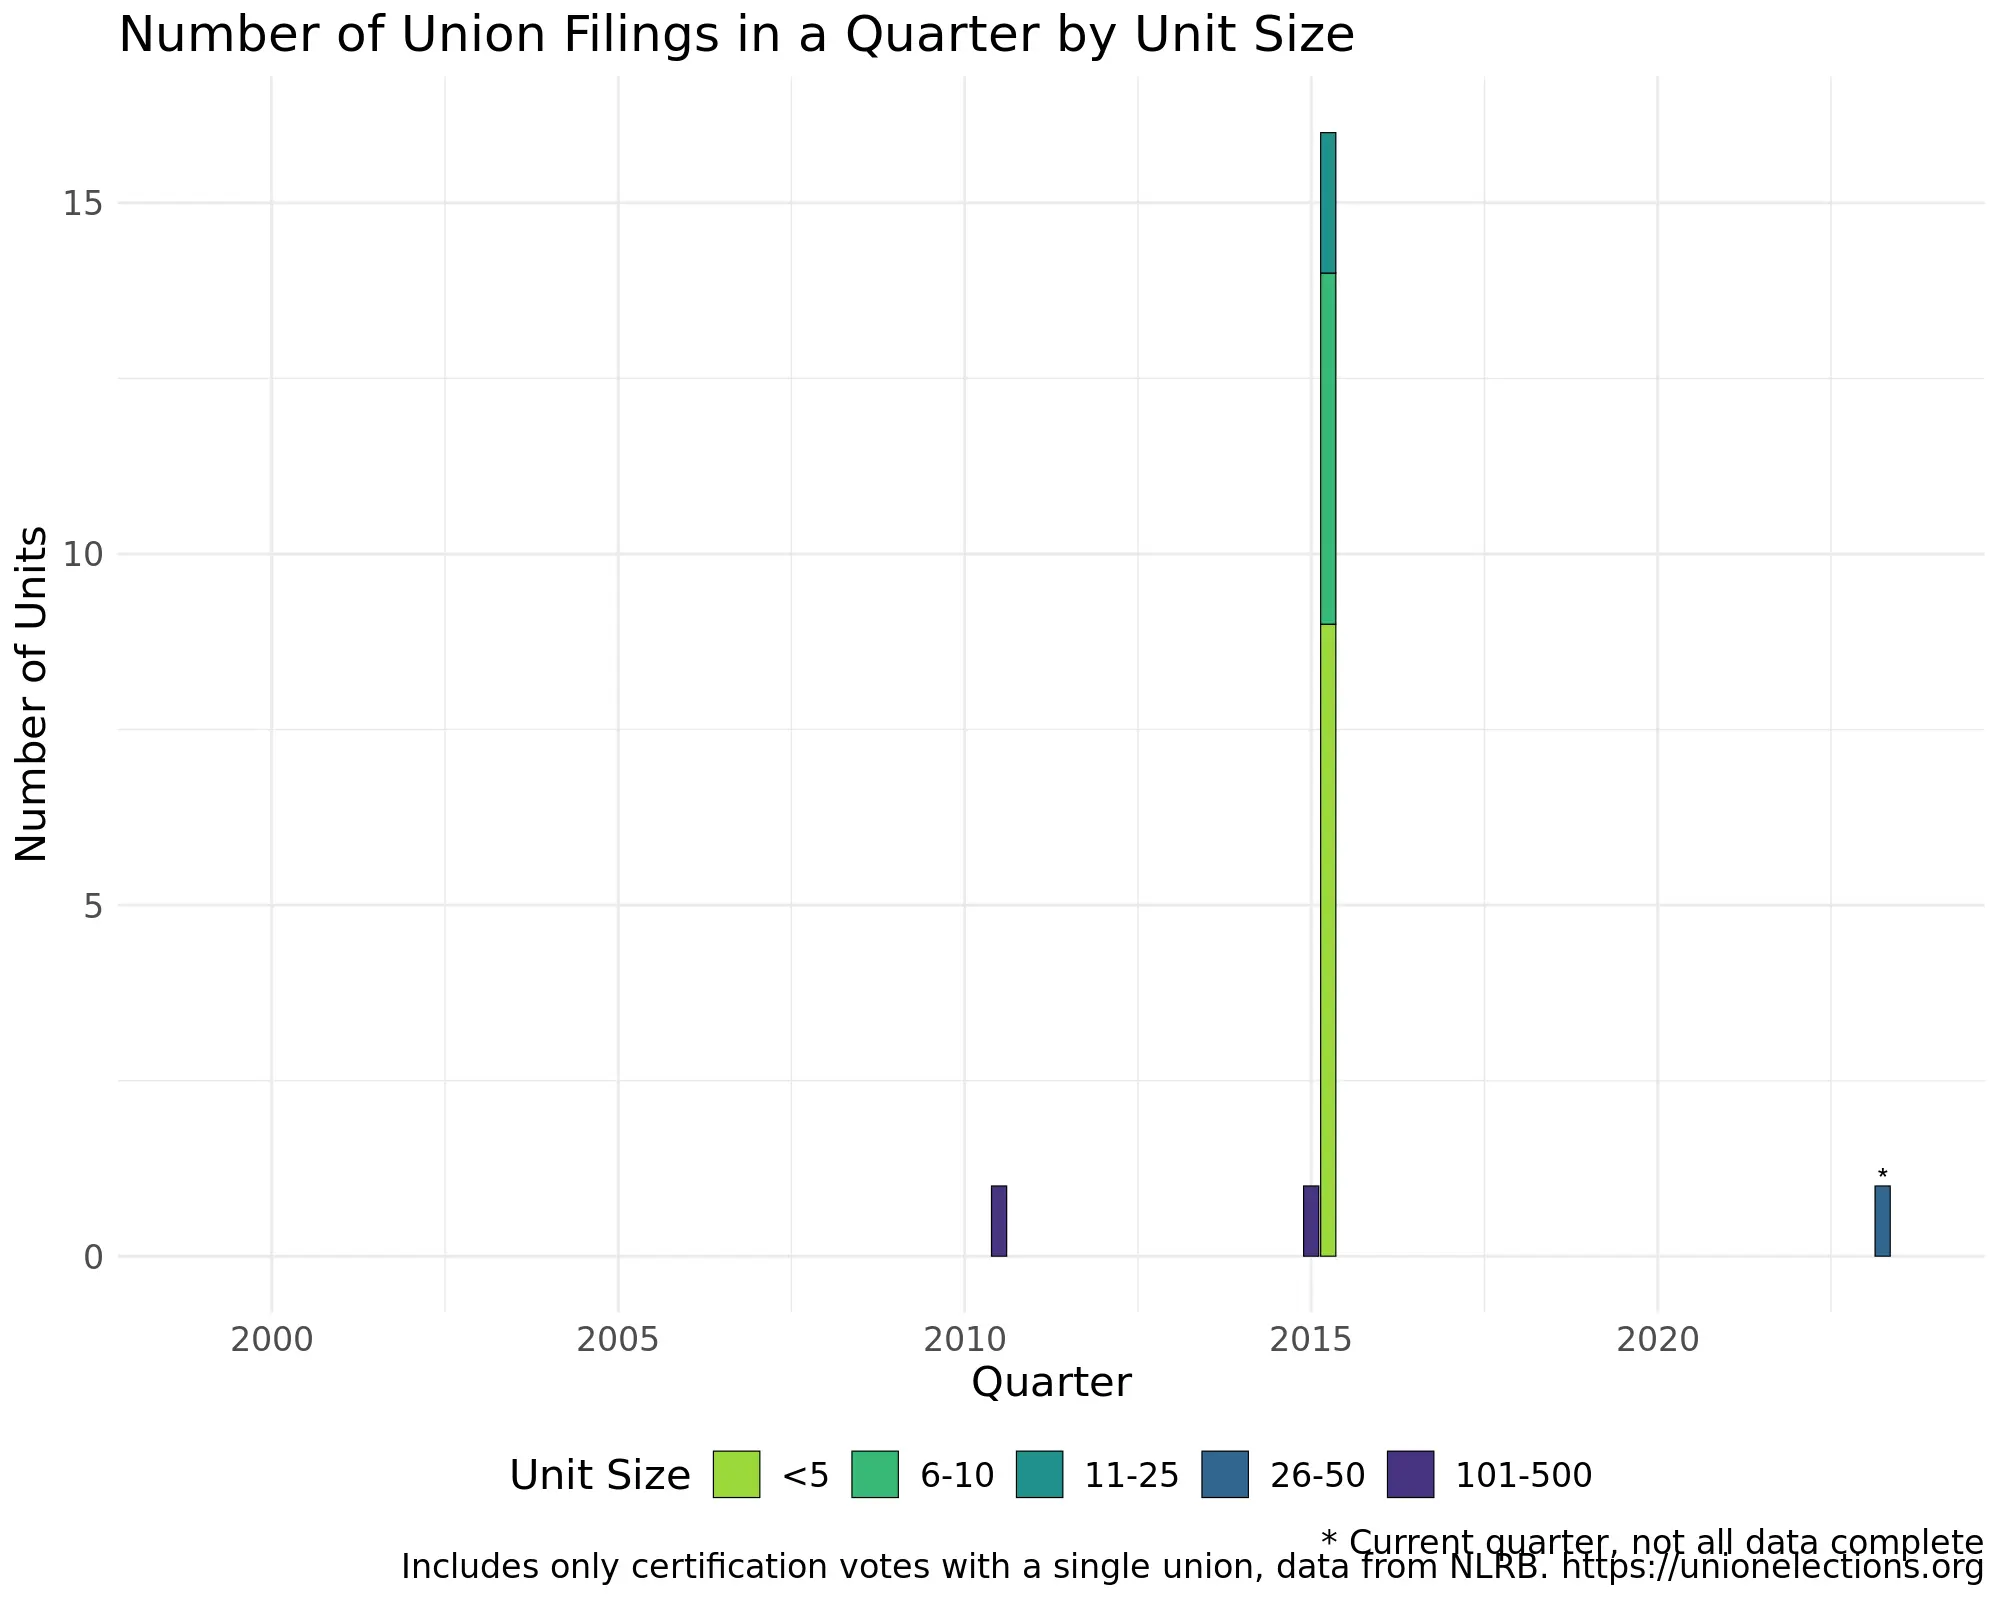 Number of Union Filings in a Quarter by Unit Size
Number of Units
15
10
5
0
*
2000 2005 2010 2015 2020
Quarter
Unit Size <5 6-10 11-25 26-50 101-500
* Current quarter, not all data complete
Includes only certification votes with a single union, data from NLRB. https://unionelections.org